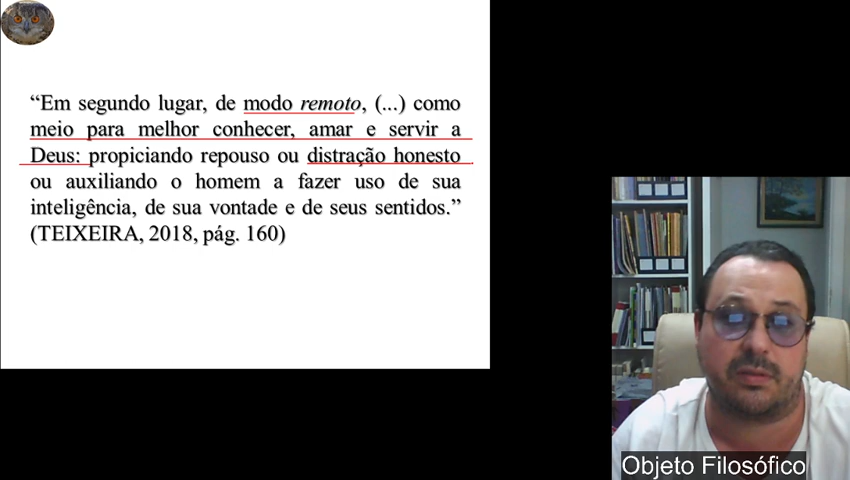 “Em segundo lugar, de modo remoto, (...) como
meio para melhor conhecer, amar e servir a
Deus: propiciando repouso ou distração honesto
ou auxiliando o homem a fazer uso de sua
inteligência, de sua vontade e de seus sentidos.”
(TEIXEIRA, 2018, pág. 160)
Objeto Filosófico